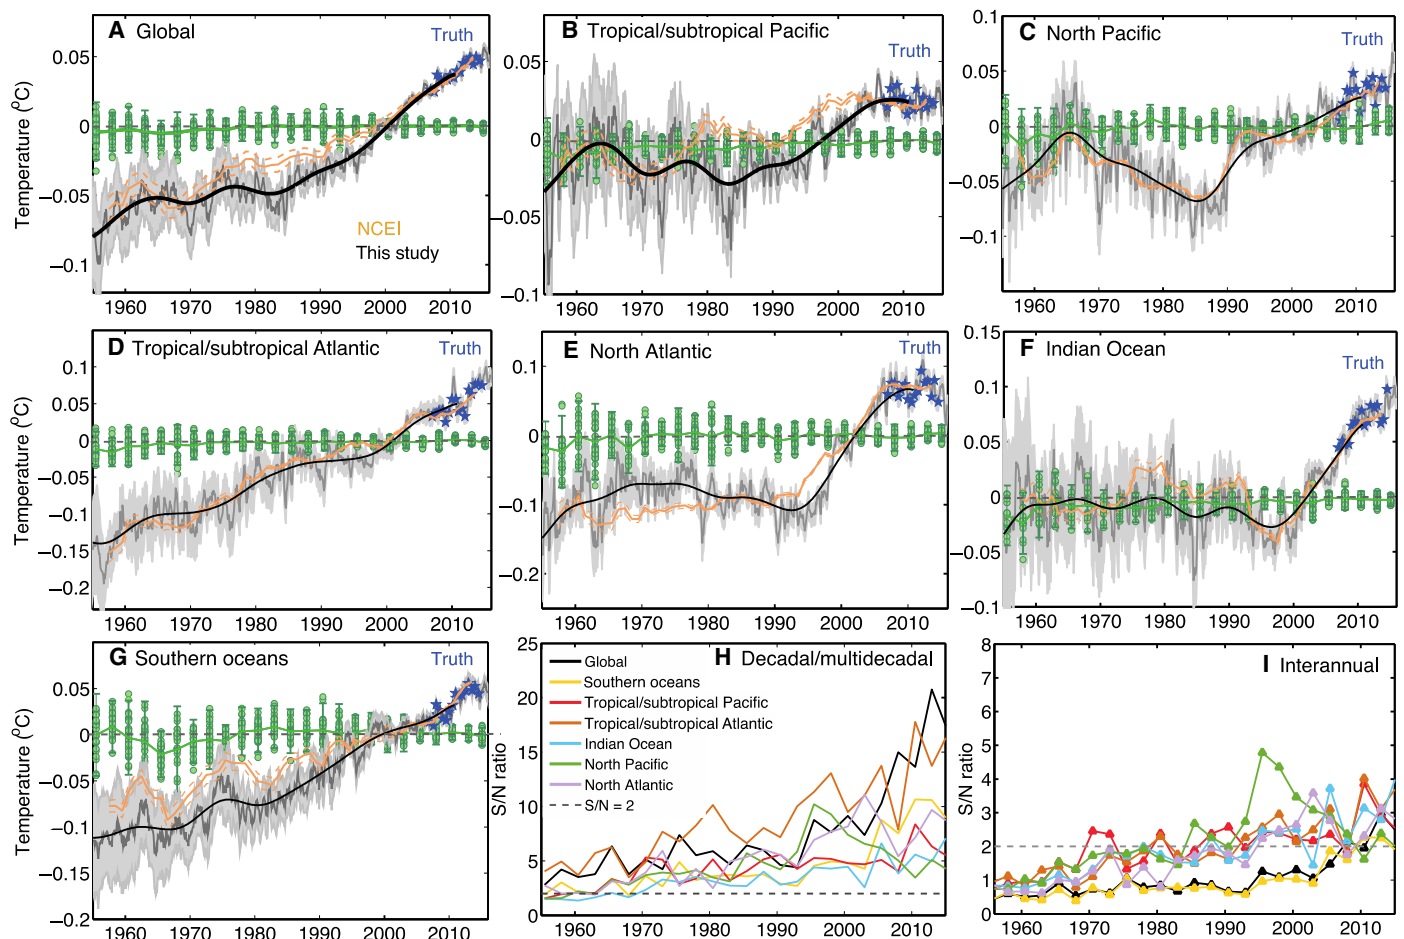 A Global
Truth
Temperature (⁰C)
0.05
0
−0.05
−0.1
NCEI
This study
1960 1970 1980 1990 2000 2010
B Tropical/subtropical Pacific
Truth
0.05
0
−0.05
−0.1
1960 1970 1980 1990 2000 2010
C North Pacific
Truth
0.1
0.05
0
−0.05
−0.1
1960 1970 1980 1990 2000 2010
D Tropical/subtropical Atlantic
Truth
Temperature (⁰C)
0.1
0.05
0
−0.05
−0.1
−0.15
−0.2
1960 1970 1980 1990 2000 2010
E North Atlantic
Truth
0.1
0
−0.1
−0.2
1960 1970 1980 1990 2000 2010
F Indian Ocean
Truth
0.15
0.1
0.05
0
−0.05
−0.1
1960 1970 1980 1990 2000 2010
G Southern oceans
Truth
Temperature (⁰C)
0.05
0
−0.05
−0.1
−0.15
−0.2
1960 1970 1980 1990 2000 2010
H Decadal/multidecadal
S/N ratio
25
20
15
10
5
0
Global
Southern oceans
Tropical/subtropical Pacific
Tropical/subtropical Atlantic
Indian Ocean
North Pacific
North Atlantic
S/N = 2
1960 1970 1980 1990 2000 2010
I Interannual
S/N ratio
8
7
6
5
4
3
2
1
0
1960 1970 1980 1990 2000 2010